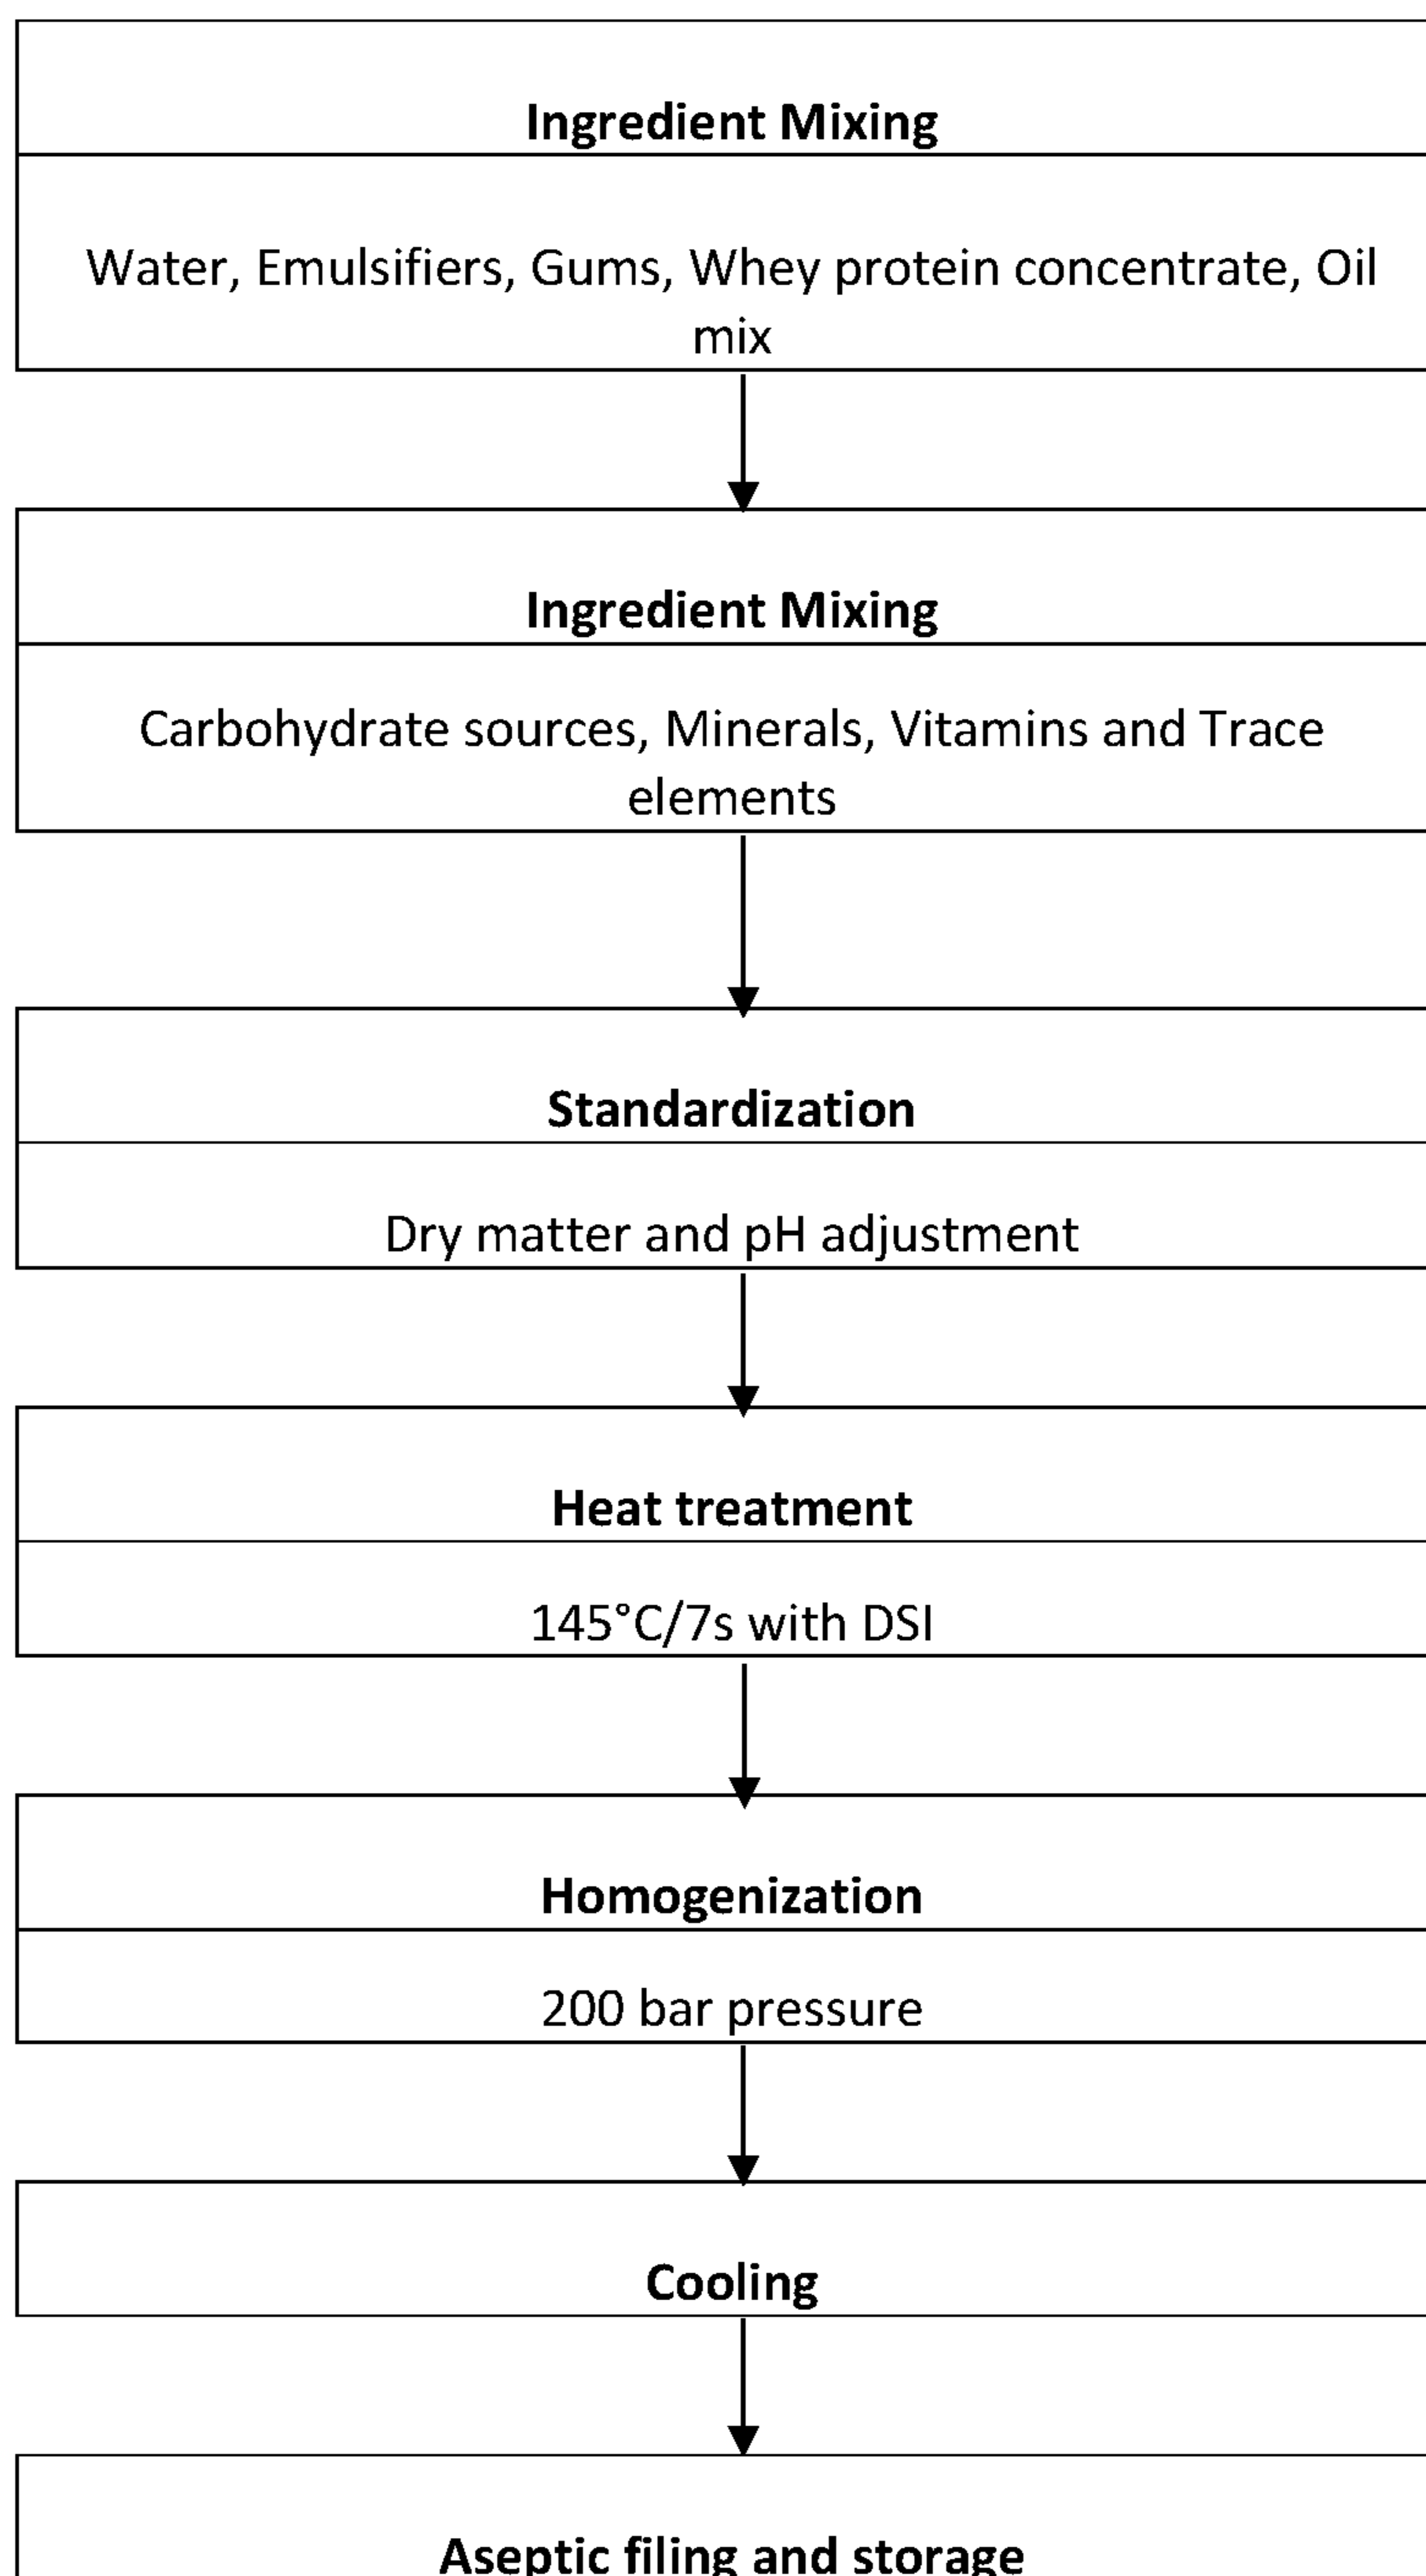 Ingredient Mixing
Water, Emulsifiers, Gums, Whey protein concentrate, Oil
mix
Ingredient Mixing
Carbohydrate sources, Minerals, Vitamins and Trace
elements
Standardization
Dry matter and pH adjustment
Heat treatment
145°C/7s with DSI
Homogenization
200 bar pressure
Cooling
Aseptic filing and storage